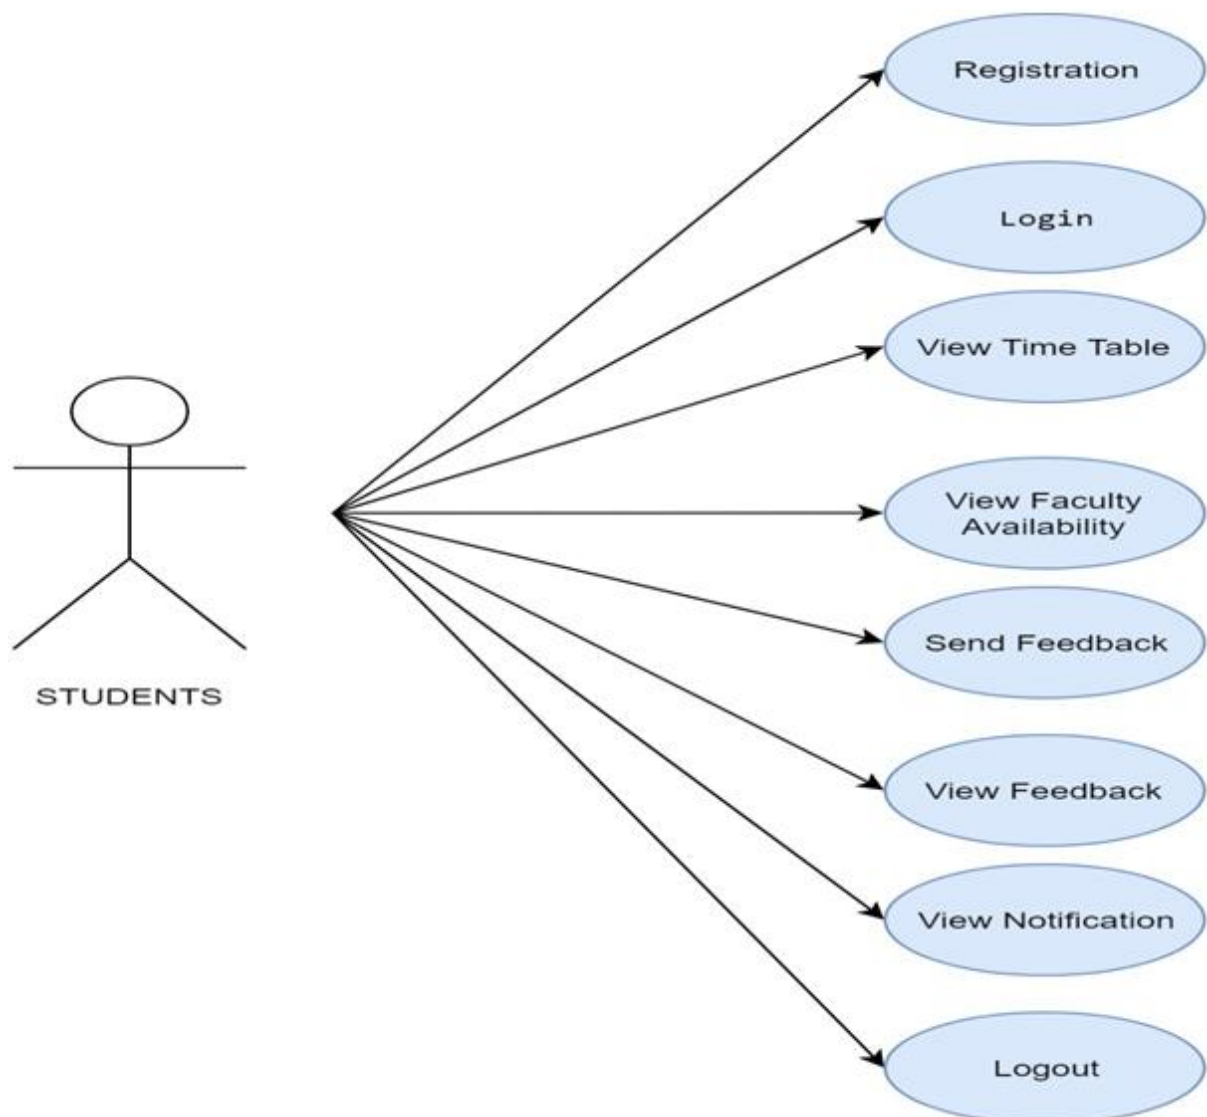 Registration
Login
View Time Table
View Faculty
Availability
Send Feedback
STUDENTS
View Feedback
View Notification
Logout